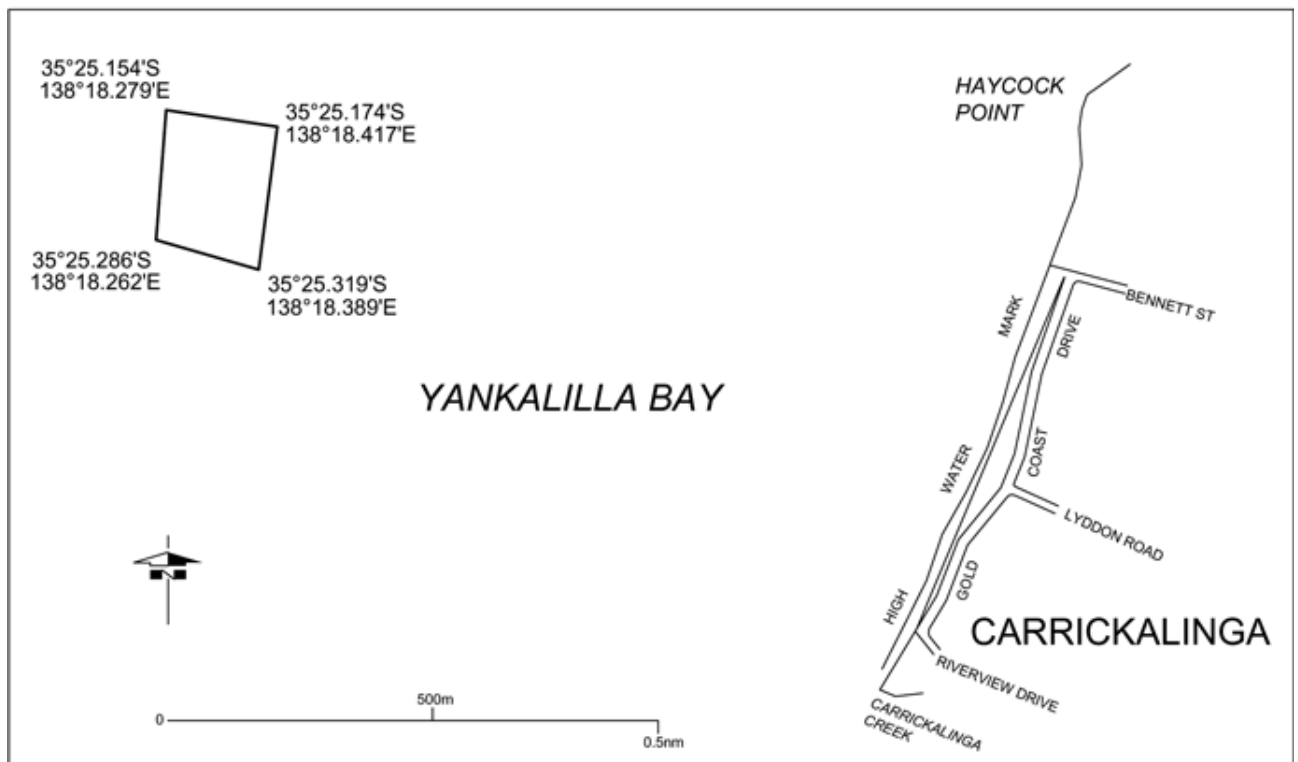 35°25.154'S
138°18.279'E
35°25.174'S
138°18.417'E
35°25.286'S
138°18.262'E
35°25.319'S
138°18.389'E
HAYCOCK
POINT
BENNETT ST
MARK
DRIVE
YANKALILLA BAY
COAST
WATER
LYDDON ROAD
GOLD
HIGH
CARRICKALINGA
RIVERVIEW DRIVE
CARRICKALINGA
CREEK
N
500m
0
0.5nm